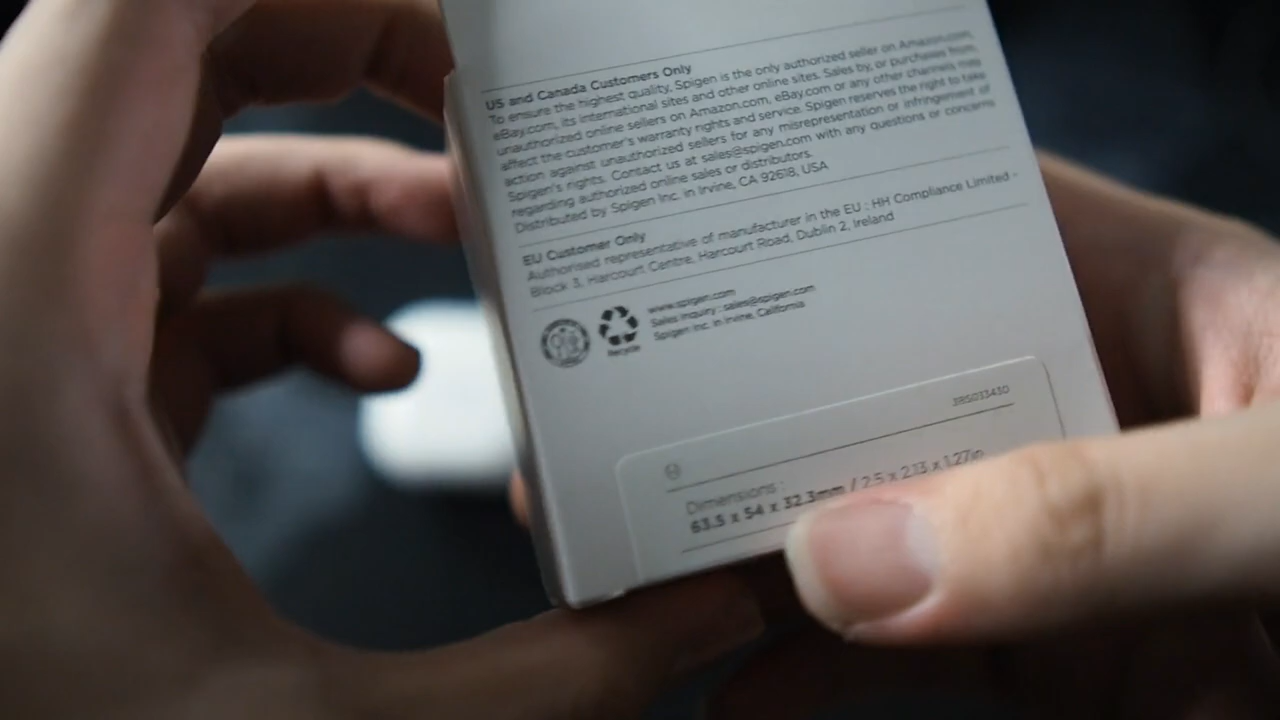 US and Canada Customers Only
To ensure the highest quality, Spigen is the only authorized seller on Amazon.com,
eBay.com, its international sites and other online sites. Sales by, or purchases from,
unauthorized online sellers on Amazon.com, eBay.com or any other channels may
effect the customer's warranty rights and service. Spigen reserves the right to take
action against unauthorized sellers for any misrepresentation or infringement of
Spigen's rights. Contact us at sales@spigen.com with any questions or concerns
regarding authorized online sales or distributors.
Distributed by Spigen Inc. in Irvine, CA 92618, USA
EU Customer Only
Authorised representative of manufacturer in the EU : HH Compliance Limited -
Block 3, Harcourt Centre, Harcourt Road, Dublin 2, Ireland
www.spigen.com
Sales Inquiry : sales@spigen.com
Spigen Inc. in Irvine, California
Recycle
Dimensions :
63.5 x 54 x 32.3mm / 2.5 x 2.13 x 1.27in